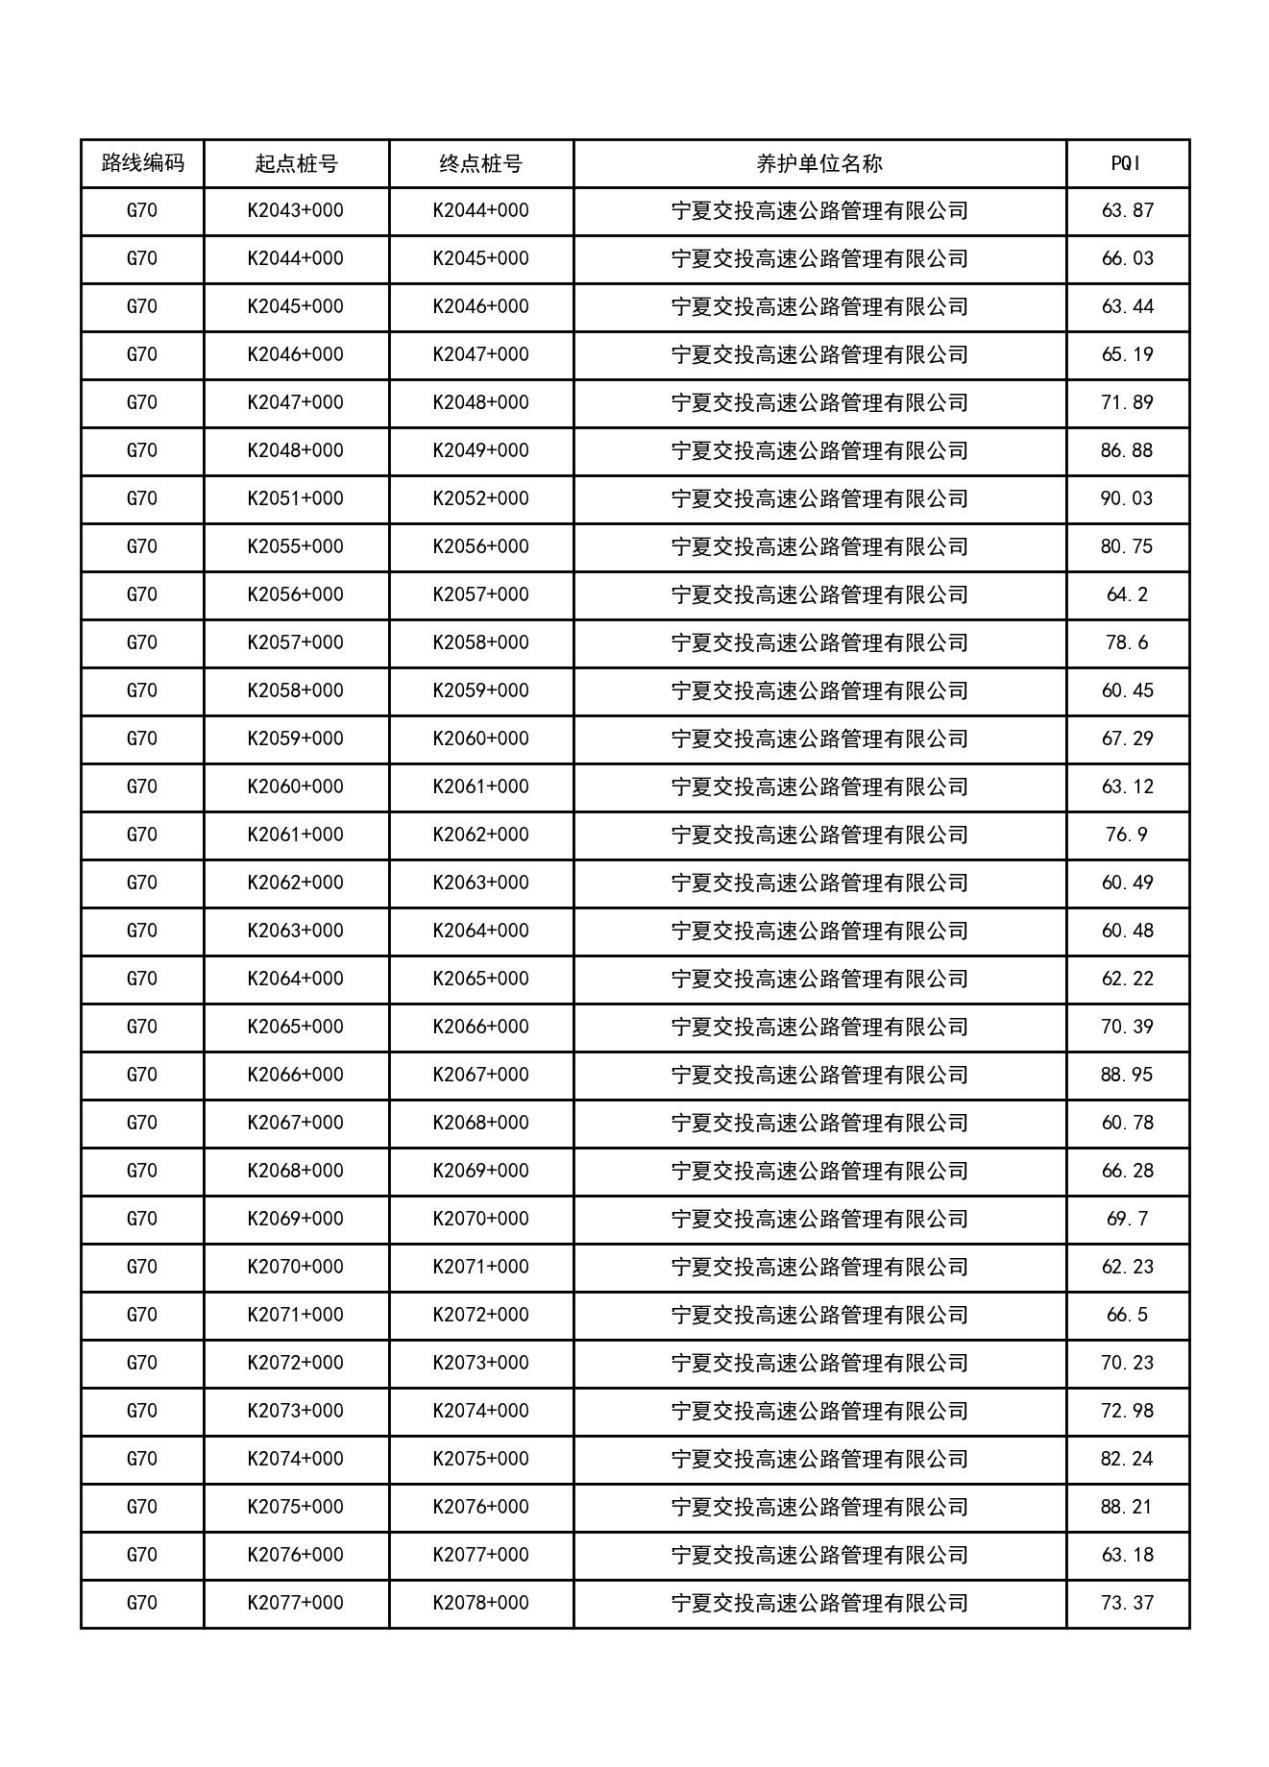 路线编码 起点桩号 终点桩号 养护单位名称 PQI
G70 K2043+000 K2044+000 宁夏交投高速公路管理有限公司 63.87
G70 K2044+000 K2045+000 宁夏交投高速公路管理有限公司 66.03
G70 K2045+000 K2046+000 宁夏交投高速公路管理有限公司 63.44
G70 K2046+000 K2047+000 宁夏交投高速公路管理有限公司 65.19
G70 K2047+000 K2048+000 宁夏交投高速公路管理有限公司 71.89
G70 K2048+000 K2049+000 宁夏交投高速公路管理有限公司 86.88
G70 K2051+000 K2052+000 宁夏交投高速公路管理有限公司 90.03
G70 K2055+000 K2056+000 宁夏交投高速公路管理有限公司 80.75
G70 K2056+000 K2057+000 宁夏交投高速公路管理有限公司 64.2
G70 K2057+000 K2058+000 宁夏交投高速公路管理有限公司 78.6
G70 K2058+000 K2059+000 宁夏交投高速公路管理有限公司 60.45
G70 K2059+000 K2060+000 宁夏交投高速公路管理有限公司 67.29
G70 K2060+000 K2061+000 宁夏交投高速公路管理有限公司 63.12
G70 K2061+000 K2062+000 宁夏交投高速公路管理有限公司 76.9
G70 K2062+000 K2063+000 宁夏交投高速公路管理有限公司 60.49
G70 K2063+000 K2064+000 宁夏交投高速公路管理有限公司 60.48
G70 K2064+000 K2065+000 宁夏交投高速公路管理有限公司 62.22
G70 K2065+000 K2066+000 宁夏交投高速公路管理有限公司 70.39
G70 K2066+000 K2067+000 宁夏交投高速公路管理有限公司 88.95
G70 K2067+000 K2068+000 宁夏交投高速公路管理有限公司 60.78
G70 K2068+000 K2069+000 宁夏交投高速公路管理有限公司 66.28
G70 K2069+000 K2070+000 宁夏交投高速公路管理有限公司 69.7
G70 K2070+000 K2071+000 宁夏交投高速公路管理有限公司 62.23
G70 K2071+000 K2072+000 宁夏交投高速公路管理有限公司 66.5
G70 K2072+000 K2073+000 宁夏交投高速公路管理有限公司 70.23
G70 K2073+000 K2074+000 宁夏交投高速公路管理有限公司 72.98
G70 K2074+000 K2075+000 宁夏交投高速公路管理有限公司 82.24
G70 K2075+000 K2076+000 宁夏交投高速公路管理有限公司 88.21
G70 K2076+000 K2077+000 宁夏交投高速公路管理有限公司 63.18
G70 K2077+000 K2078+000 宁夏交投高速公路管理有限公司 73.37